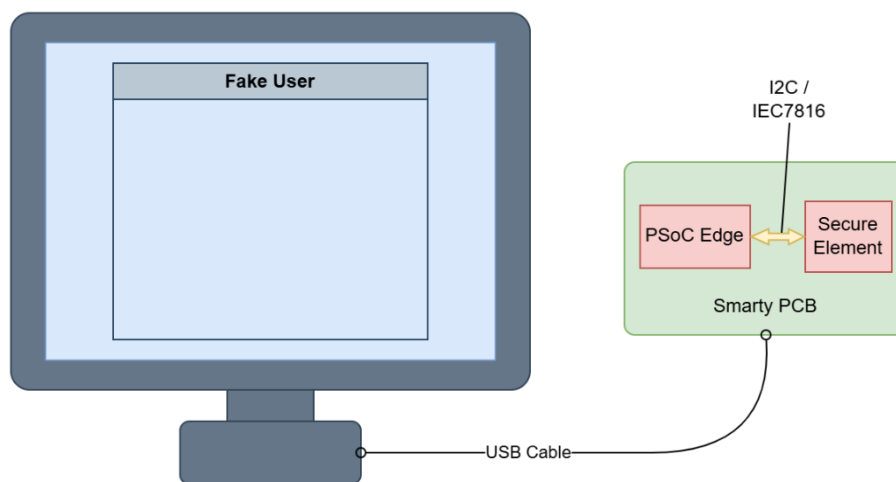 Fake User
I2C /
IEC7816
PSoC Edge
Secure
Element
Smarty PCB
USB Cable